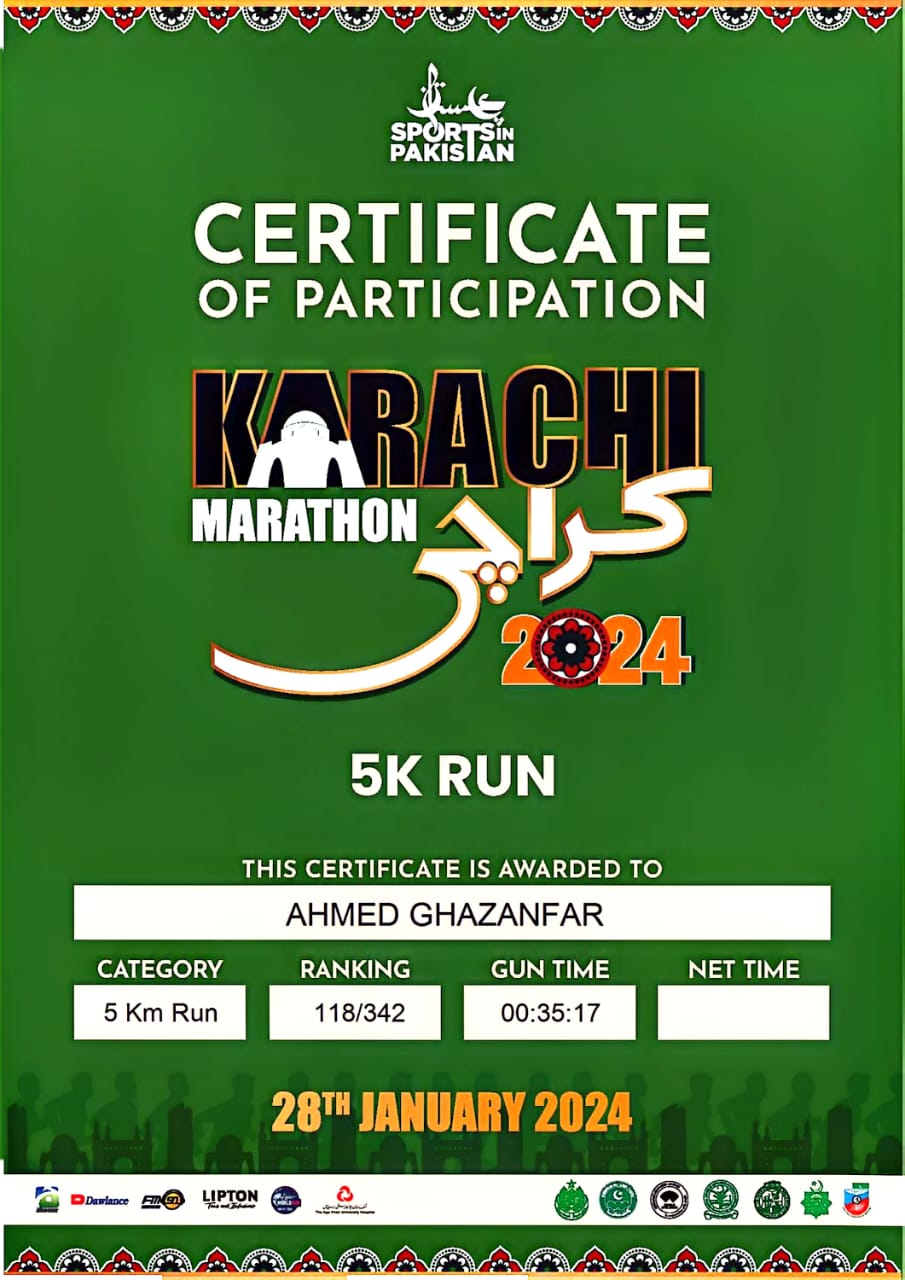 SPORTS IN
PAKISTAN
CERTIFICATE
OF PARTICIPATION
KARACHI
MARATHON
کراچی
2024
5K RUN
THIS CERTIFICATE IS AWARDED TO
AHMED GHAZANFAR
CATEGORY RANKING GUN TIME NET TIME
5 Km Run 118/342 00:35:17
28TH JANUARY 2024
Dawlance LIPTON